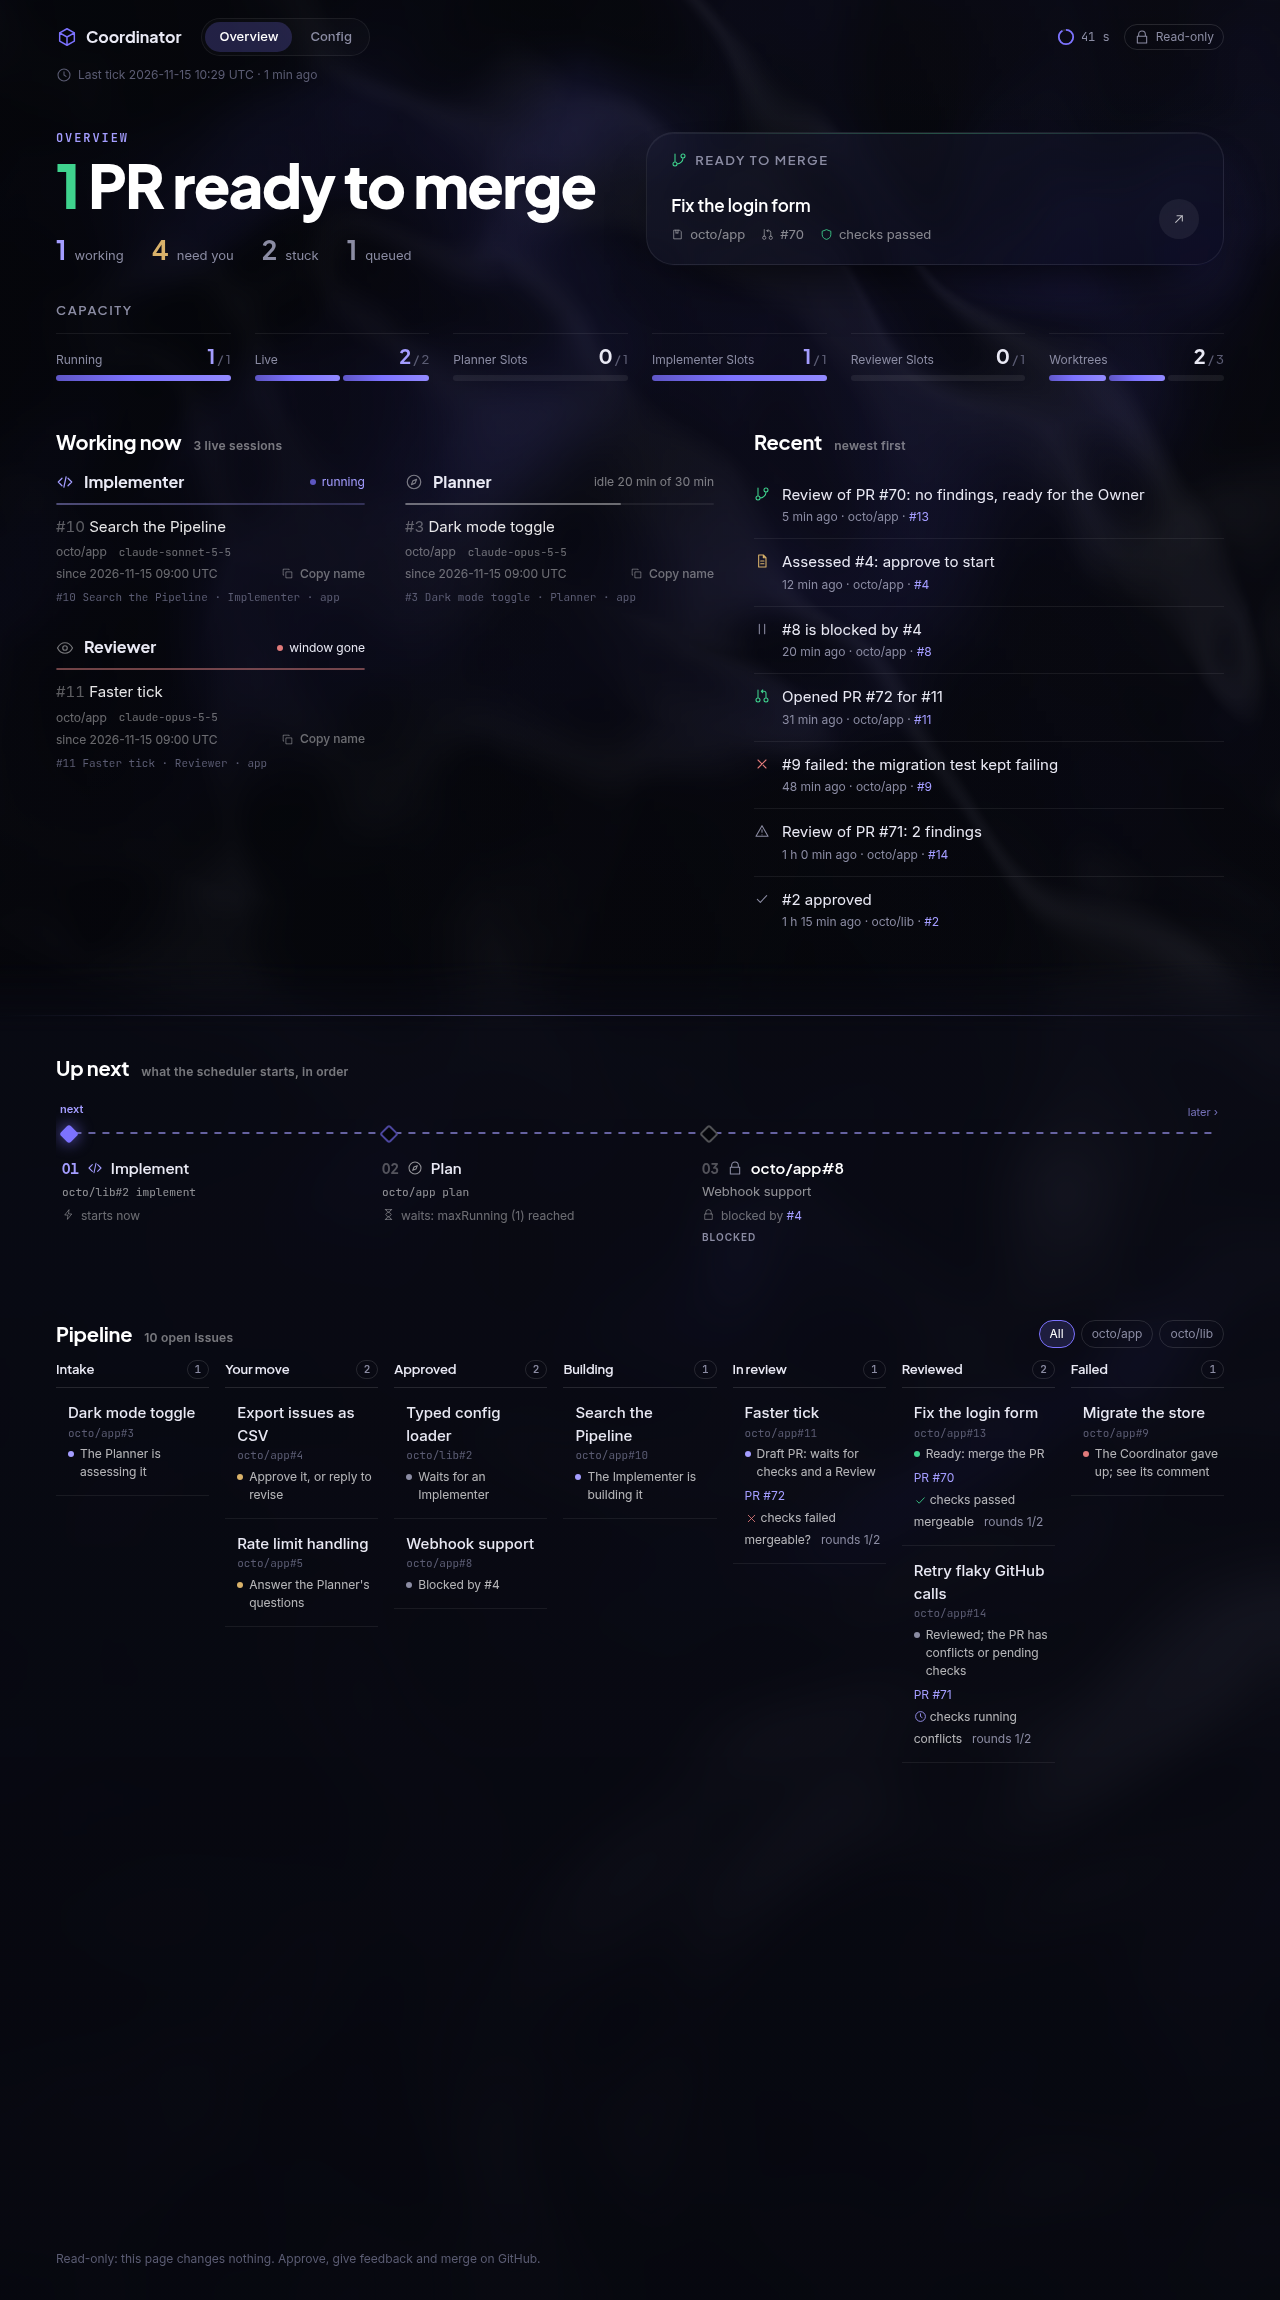 Coordinator
Overview
Config
41 s
Read-only
Last tick 2026-11-15 10:29 UTC · 1 min ago
OVERVIEW
1 PR ready to merge
1 working
4 need you
2 stuck
1 queued
READY TO MERGE
Fix the login form
octo/app
#70
checks passed
CAPACITY
Running 1 / 1
Live 2 / 2
Planner Slots 0 / 1
Implementer Slots 1 / 1
Reviewer Slots 0 / 1
Worktrees 2 / 3
Working now 3 live sessions
Implementer running
#10 Search the Pipeline
octo/app claude-sonnet-5-5
since 2026-11-15 09:00 UTC Copy name
#10 Search the Pipeline · Implementer · app
Planner idle 20 min of 30 min
#3 Dark mode toggle
octo/app claude-opus-5-5
since 2026-11-15 09:00 UTC Copy name
#3 Dark mode toggle · Planner · app
Reviewer window gone
#11 Faster tick
octo/app claude-opus-5-5
since 2026-11-15 09:00 UTC Copy name
#11 Faster tick · Reviewer · app
Recent newest first
Review of PR #70: no findings, ready for the Owner
5 min ago · octo/app · #13
Assessed #4: approve to start
12 min ago · octo/app · #4
#8 is blocked by #4
20 min ago · octo/app · #8
Opened PR #72 for #11
31 min ago · octo/app · #11
#9 failed: the migration test kept failing
48 min ago · octo/app · #9
Review of PR #71: 2 findings
1 h 0 min ago · octo/app · #14
#2 approved
1 h 15 min ago · octo/lib · #2
Up next what the scheduler starts, in order
next
later ›
01 Implement
octo/lib#2 implement
starts now
02 Plan
octo/app plan
waits: maxRunning (1) reached
03 octo/app#8
Webhook support
blocked by #4
BLOCKED
Pipeline 10 open issues
All
octo/app
octo/lib
Intake 1
Dark mode toggle
octo/app#3
The Planner is
assessing it
Your move 2
Export issues as
CSV
octo/app#4
Approve it, or reply to
revise
Rate limit handling
octo/app#5
Answer the Planner's
questions
Approved 2
Typed config
loader
octo/lib#2
Waits for an
Implementer
Webhook support
octo/app#8
Blocked by #4
Building 1
Search the
Pipeline
octo/app#10
The Implementer is
building it
In review 1
Faster tick
octo/app#11
Draft PR: waits for
checks and a Review
PR #72
checks failed
mergeable? rounds 1/2
Reviewed 2
Fix the login form
octo/app#13
Ready: merge the PR
PR #70
checks passed
mergeable rounds 1/2
Retry flaky GitHub
calls
octo/app#14
Reviewed; the PR has
conflicts or pending
checks
PR #71
checks running
conflicts rounds 1/2
Failed 1
Migrate the store
octo/app#9
The Coordinator gave
up; see its comment
Read-only: this page changes nothing. Approve, give feedback and merge on GitHub.